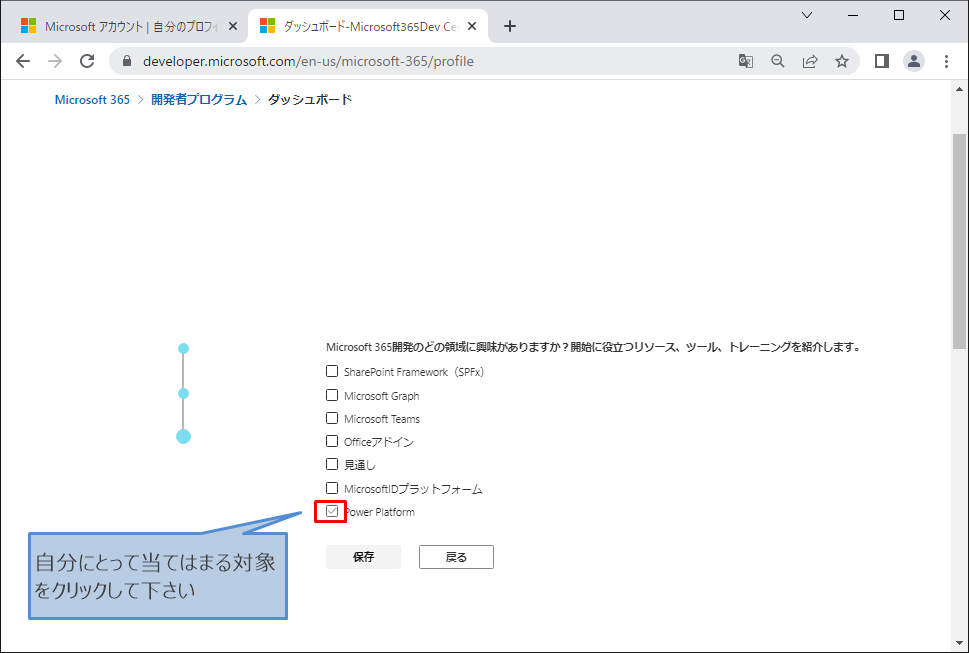 Microsoft アカウント | 自分のプロフィ
ダッシュボード-Microsoft365Dev Ce
developer.microsoft.com/en-us/microsoft-365/profile
Microsoft 365 > 開発者プログラム > ダッシュボード
Microsoft 365開発のどの領域に興味がありますか？開始に役立つリソース、ツール、トレーニングを紹介します。
SharePoint Framework（SPFx）
Microsoft Graph
Microsoft Teams
Officeアドイン
見通し
MicrosoftIDプラットフォーム
Power Platform
保存
戻る
自分にとって当てはまる対象
をクリックして下さい